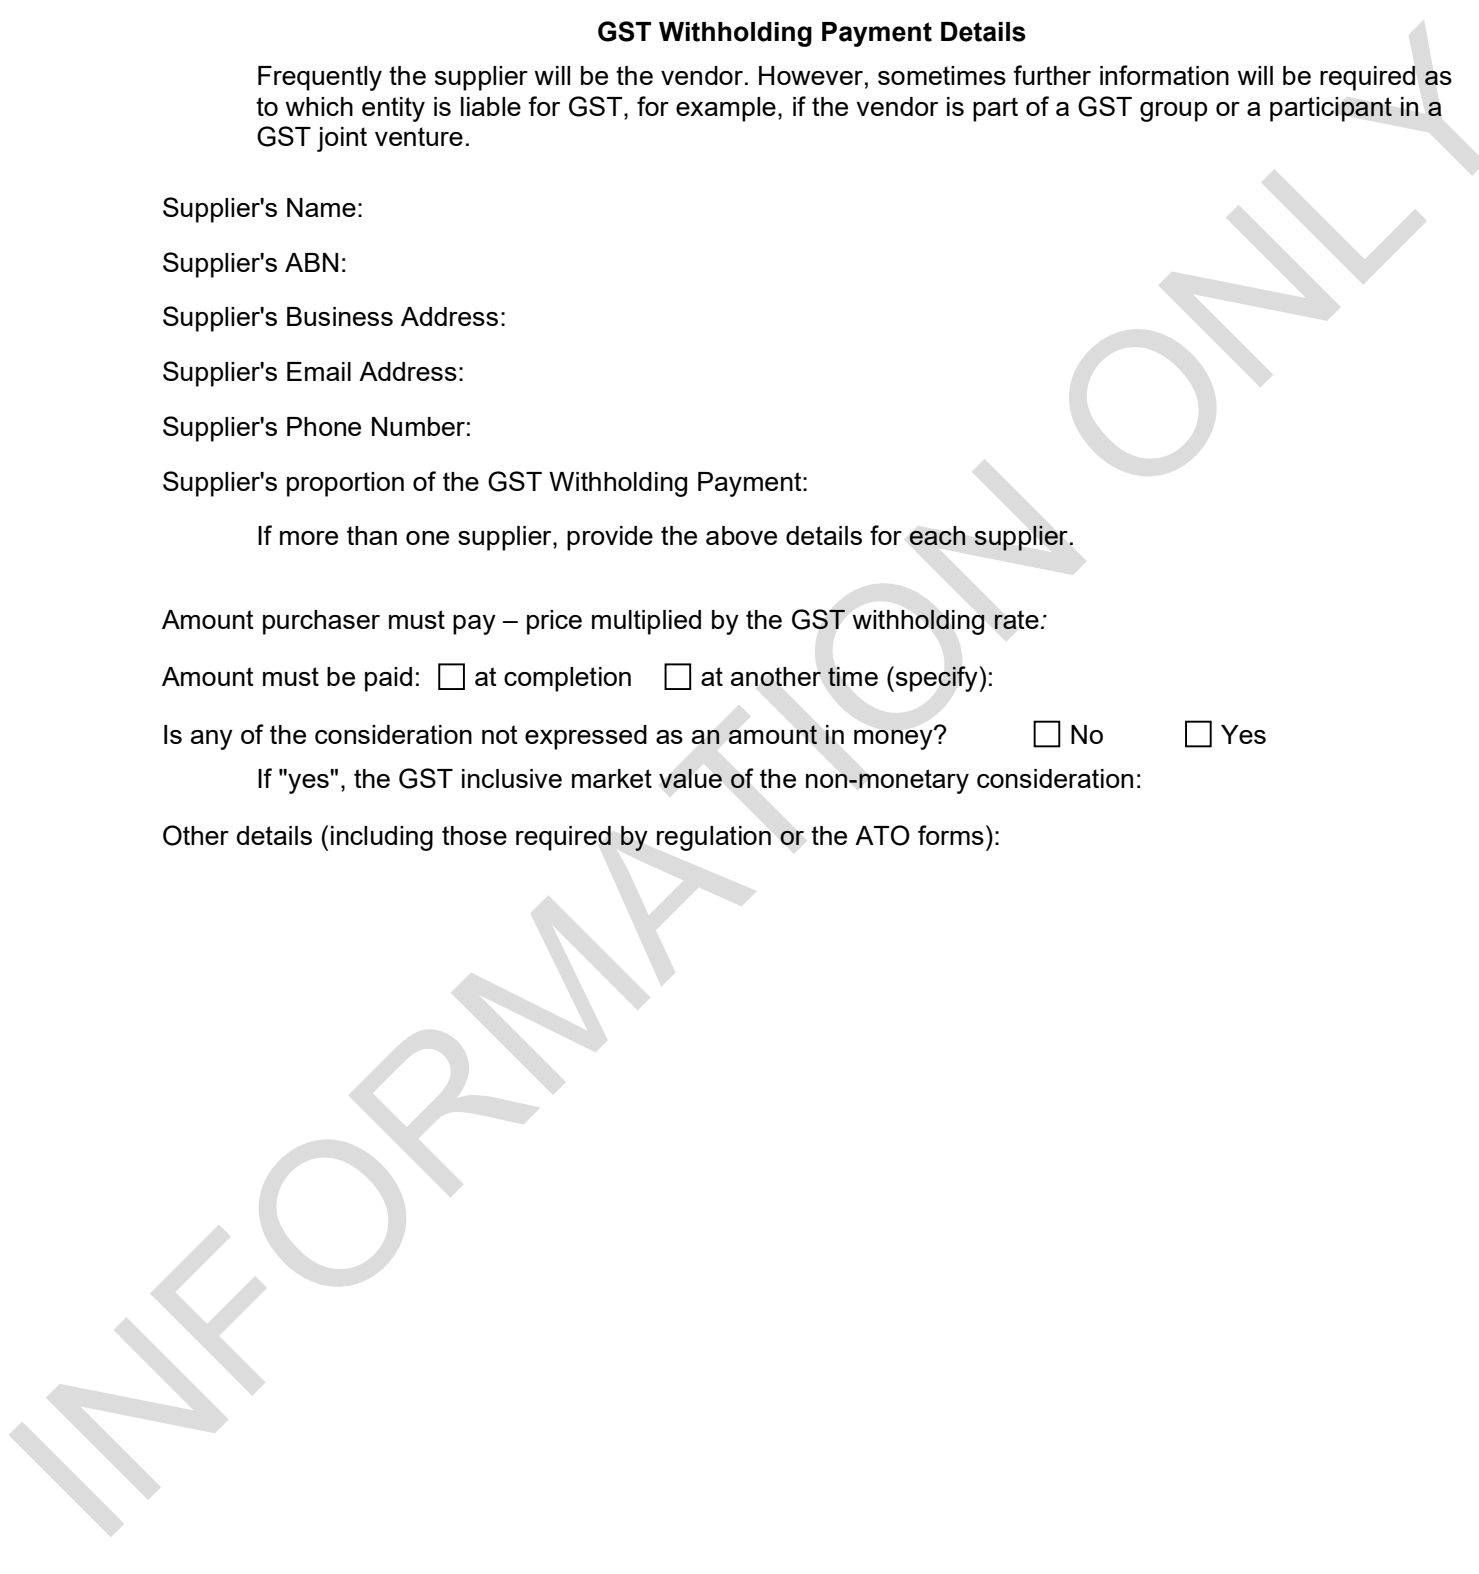 GST Withholding Payment Details
Frequently the supplier will be the vendor. However, sometimes further information will be required as
to which entity is liable for GST, for example, if the vendor is part of a GST group or a participant in a
GST joint venture.
Supplier's Name:
Supplier's ABN:
Supplier's Business Address:
Supplier's Email Address:
Supplier's Phone Number:
Supplier's proportion of the GST Withholding Payment:
If more than one supplier, provide the above details for each supplier.
Amount purchaser must pay – price multiplied by the GST withholding rate:
Amount must be paid: ☐ at completion ☐ at another time (specify):
Is any of the consideration not expressed as an amount in money? ☐ No ☐ Yes
If "yes", the GST inclusive market value of the non-monetary consideration:
Other details (including those required by regulation or the ATO forms):
INFORMATION ONLY